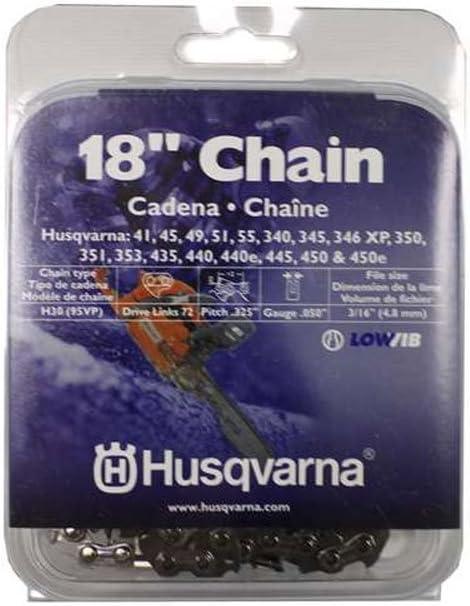 18" Chain
Cadena • Chaîne
Husqvarna: 41, 45, 49, 51, 55, 340, 345, 346 XP, 350,
351, 353, 435, 440, 440e, 445, 450 & 450e
Chain type
Tipo de cadena
Modèle de chaîne
File size
Dimension de la lima
Volume de fichier
H30 (95VP) Drive Links 72 Pitch .325" Gauge .050" 3/16" (4.8 mm)
LOWVIB
H Husqvarna®
www.husqvarna.com